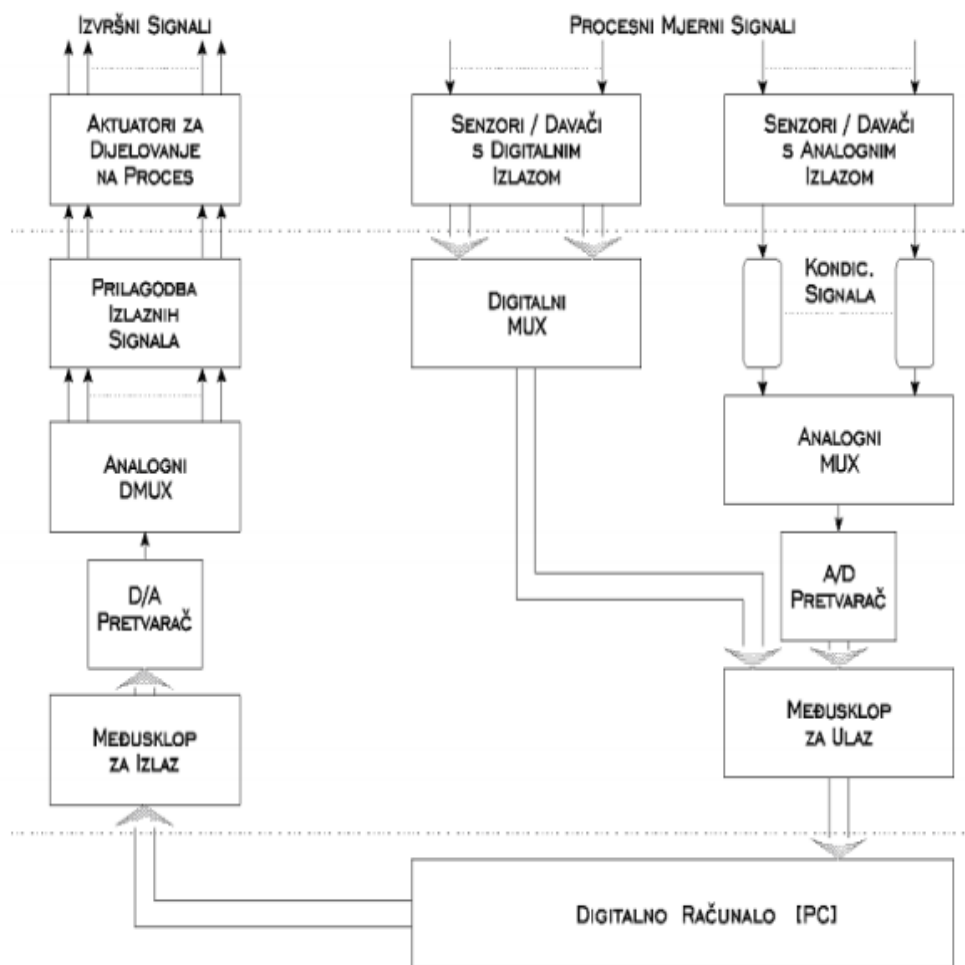 Izvršni Signali
Procesni Mjerni Signali
Aktuatori za
Dijelovanje
na Proces
Senzori / Davači
s Digitalnim
Izlazom
Senzori / Davači
s Analognim
Izlazom
Prilagodba
Izlaznih
Signala
Digitalni
MUX
Kondic.
Signala
Analogni
DMUX
Analogni
MUX
D/A
Pretvarač
A/D
Pretvarač
Međusklop
za Izlaz
Međusklop
za Ulaz
Digitalno Računalo [PC]